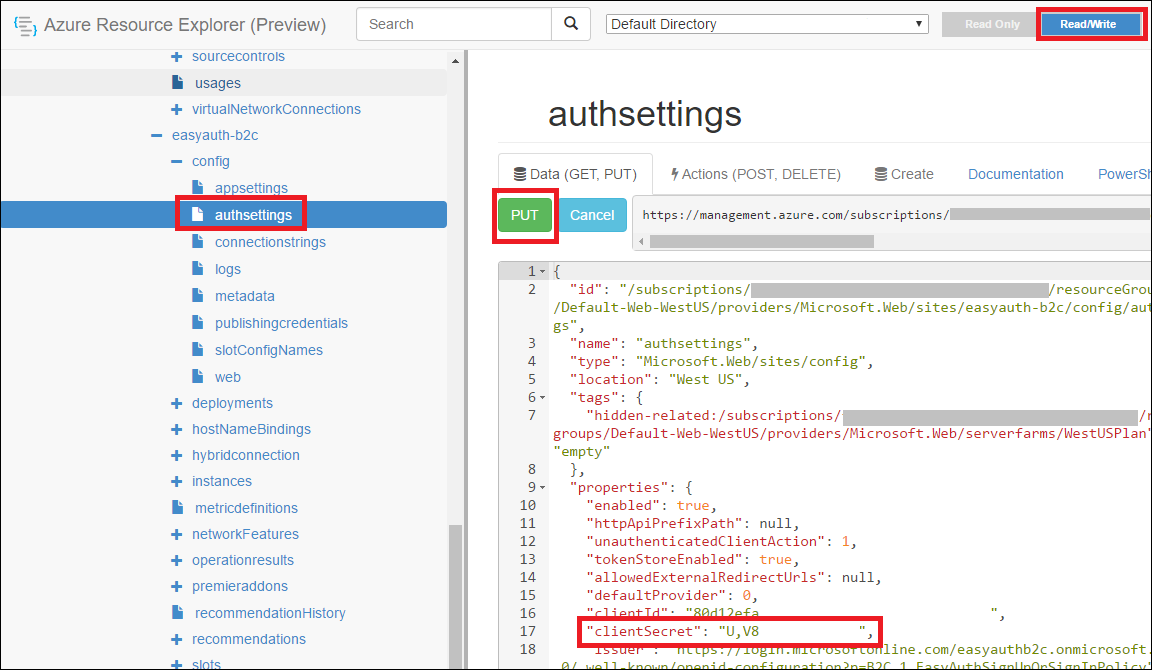 Azure Resource Explorer (Preview)
Search
Default Directory
Read Only
Read/Write
sourcecontrols
usages
virtualNetworkConnections
easyauth-b2c
config
appsettings
authsettings
connectionstrings
logs
metadata
publishingcredentials
slotConfigNames
web
deployments
hostNameBindings
hybridconnection
instances
metricdefinitions
networkFeatures
operationresults
premieraddons
recommendationHistory
recommendations
slots
authsettings
Data (GET, PUT)
Actions (POST, DELETE)
Create
Documentation
PowerSh
PUT
Cancel
https://management.azure.com/subscriptions/
1 {
2 "id": "/subscriptions/ /resourceGrou
/Default-Web-WestUS/providers/Microsoft.Web/sites/easyauth-b2c/config/aut
gs",
3 "name": "authsettings",
4 "type": "Microsoft.Web/sites/config",
5 "location": "West US",
6 "tags": {
7 "hidden-related:/subscriptions/ /r
groups/Default-Web-WestUS/providers/Microsoft.Web/serverfarms/WestUSPlan"
"empty"
8 },
9 "properties": {
10 "enabled": true,
11 "httpApiPrefixPath": null,
12 "unauthenticatedClientAction": 1,
13 "tokenStoreEnabled": true,
14 "allowedExternalRedirectUrls": null,
15 "defaultProvider": 0,
16 "clientId": "80d12efa ",
17 "clientSecret": "U,V8 ",
18 "issuer": "https://login.microsoftonline.com/easyauthb2c.onmicrosoft.
.0/.well-known/openid-configuration?p=B2C_1_EasyAuthSignUpOrSignInPolicy"